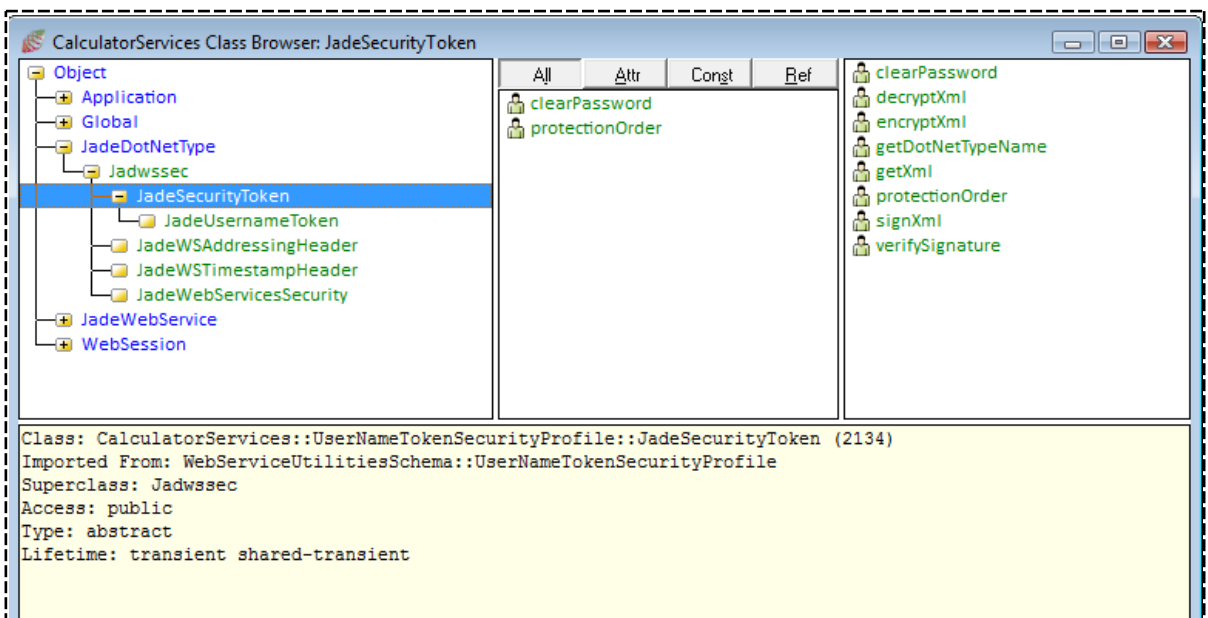 CalculatorServices Class Browser: JadeSecurityToken
Object
Application
Global
JadeDotNetType
Jadwssec
JadeSecurityToken
JadeUsernameToken
JadeWSAddressingHeader
JadeWSTimestampHeader
JadeWebServicesSecurity
JadeWebService
WebSession
All Attr Const Ref
clearPassword
protectionOrder
clearPassword
decryptXml
encryptXml
getDotNetTypeName
getXml
protectionOrder
signXml
verifySignature
Class: CalculatorServices::UserNameTokenSecurityProfile::JadeSecurityToken (2134)
Imported From: WebServiceUtilitiesSchema::UserNameTokenSecurityProfile
Superclass: Jadwssec
Access: public
Type: abstract
Lifetime: transient shared-transient